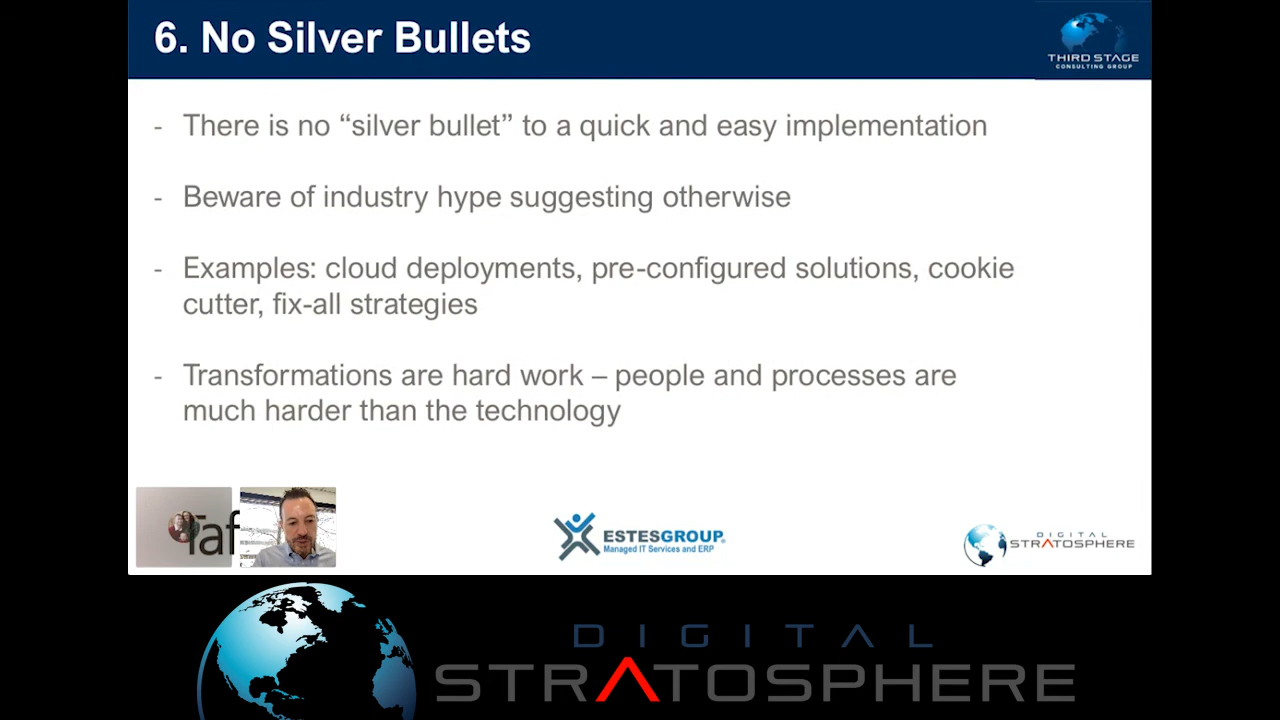 6. No Silver Bullets
THIRD STAGE
CONSULTING GROUP
- There is no “silver bullet” to a quick and easy implementation
- Beware of industry hype suggesting otherwise
- Examples: cloud deployments, pre-configured solutions, cookie
cutter, fix-all strategies
- Transformations are hard work – people and processes are
much harder than the technology
Taf
ESTESGROUP
Managed IT Services and ERP
DIGITAL
STRATOSPHERE
DIGITAL
STRATOSPHERE